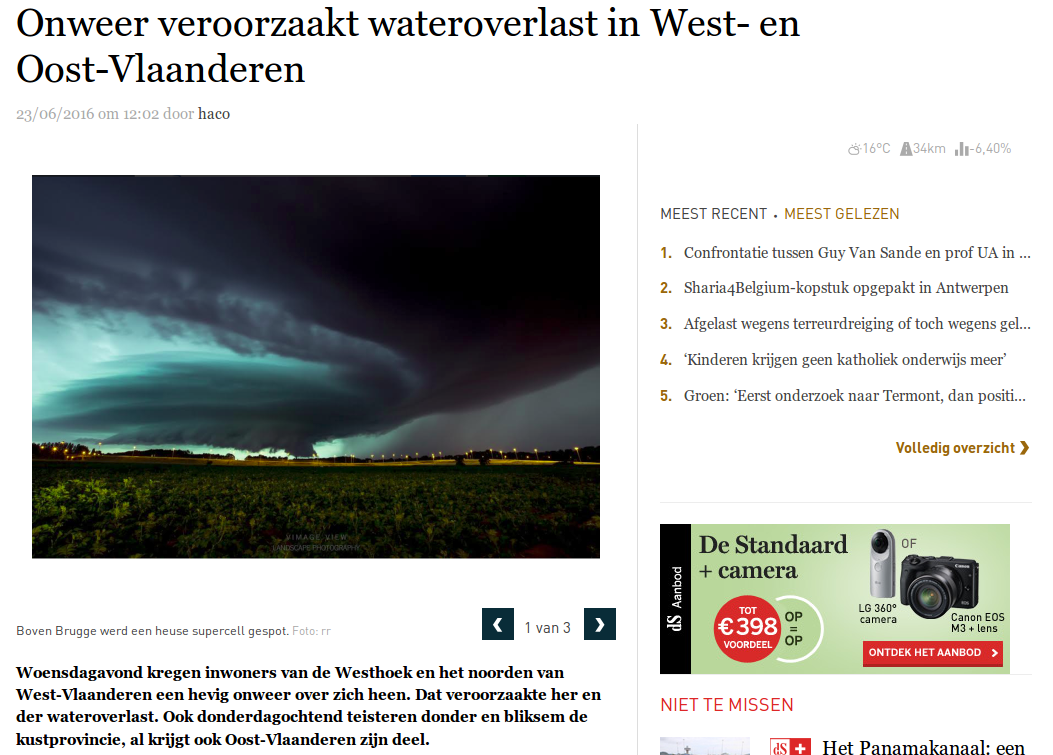 Onweer veroorzaakt wateroverlast in West- en
Oost-Vlaanderen
23/06/2016 om 12:02 door haco
16°C 34km -6,40%
VIMAGE VIEW
LANDSCAPE PHOTOGRAPHY
Boven Brugge werd een heuse supercell gespot. Foto: rr
❮ 1 van 3 ❯
Woensdagavond kregen inwoners van de Westhoek en het noorden van
West-Vlaanderen een hevig onweer over zich heen. Dat veroorzaakte her en
der wateroverlast. Ook donderdagochtend teisteren donder en bliksem de
kustprovincie, al krijgt ook Oost-Vlaanderen zijn deel.
MEEST RECENT • MEEST GELEZEN
1. Confrontatie tussen Guy Van Sande en prof UA in ...
2. Sharia4Belgium-kopstuk opgepakt in Antwerpen
3. Afgelast wegens terreurdreiging of toch wegens gel...
4. ‘Kinderen krijgen geen katholiek onderwijs meer’
5. Groen: ‘Eerst onderzoek naar Termont, dan positi...
Volledig overzicht ❯
dS Aanbod
De Standaard
+ camera
TOT
€ 398
VOORDEEL
OP
=
OP
OF
LG 360°
camera
Canon
Canon EOS
M3 + lens
ONTDEK HET AANBOD
NIET TE MISSEN
dS + Het Panamakanaal: een